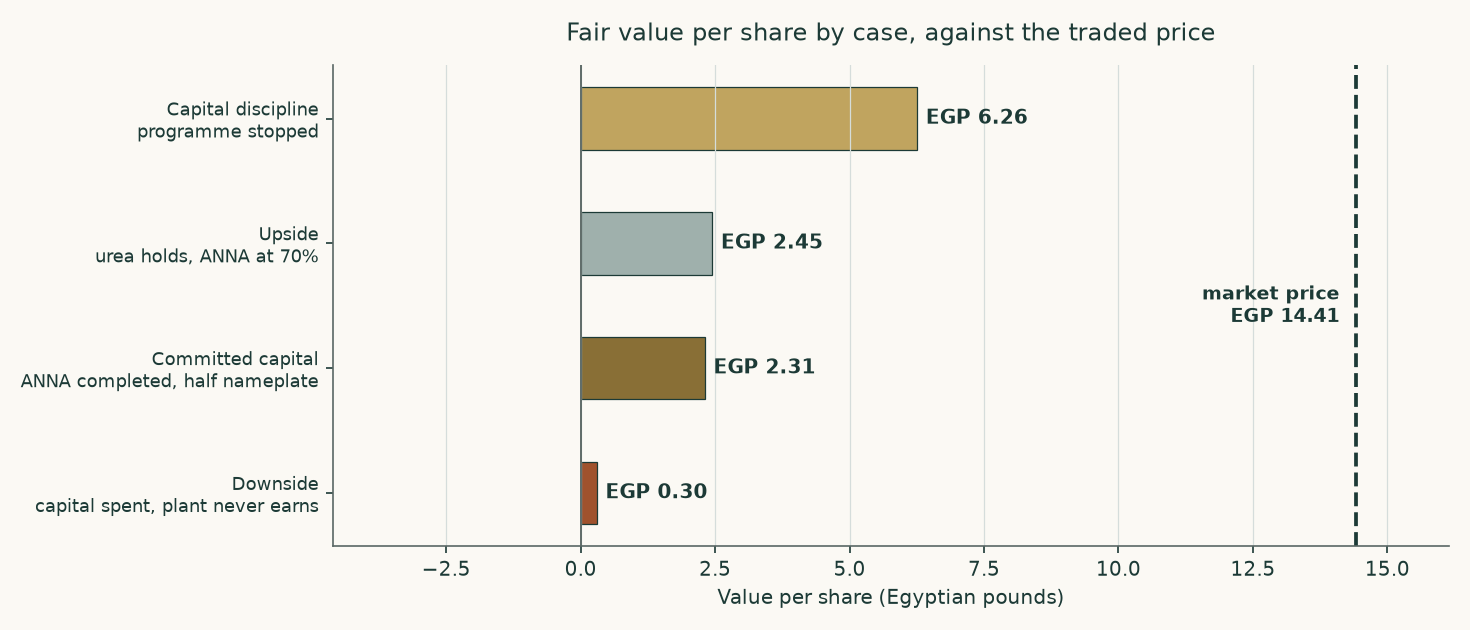 Fair value per share by case, against the traded price
Capital discipline
programme stopped
EGP 6.26
Upside
urea holds, ANNA at 70%
EGP 2.45
market price
EGP 14.41
Committed capital
ANNA completed, half nameplate
EGP 2.31
Downside
capital spent, plant never earns
EGP 0.30
−2.5 0.0 2.5 5.0 7.5 10.0 12.5 15.0
Value per share (Egyptian pounds)